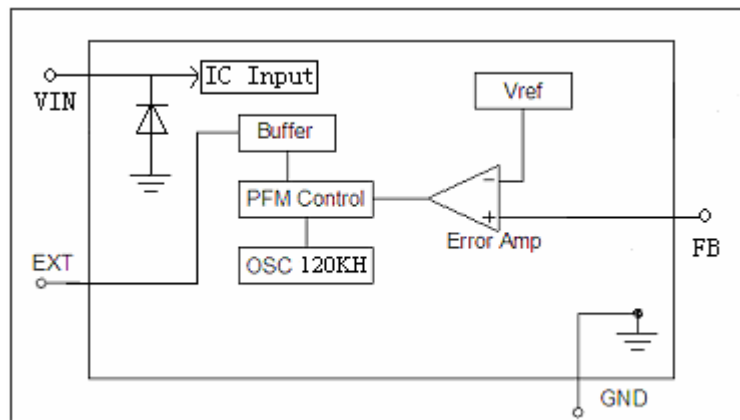 IC Input
VIN
Vref
Buffer
PFM Control
Error Amp
FB
EXT
OSC 120KH
GND
−
+